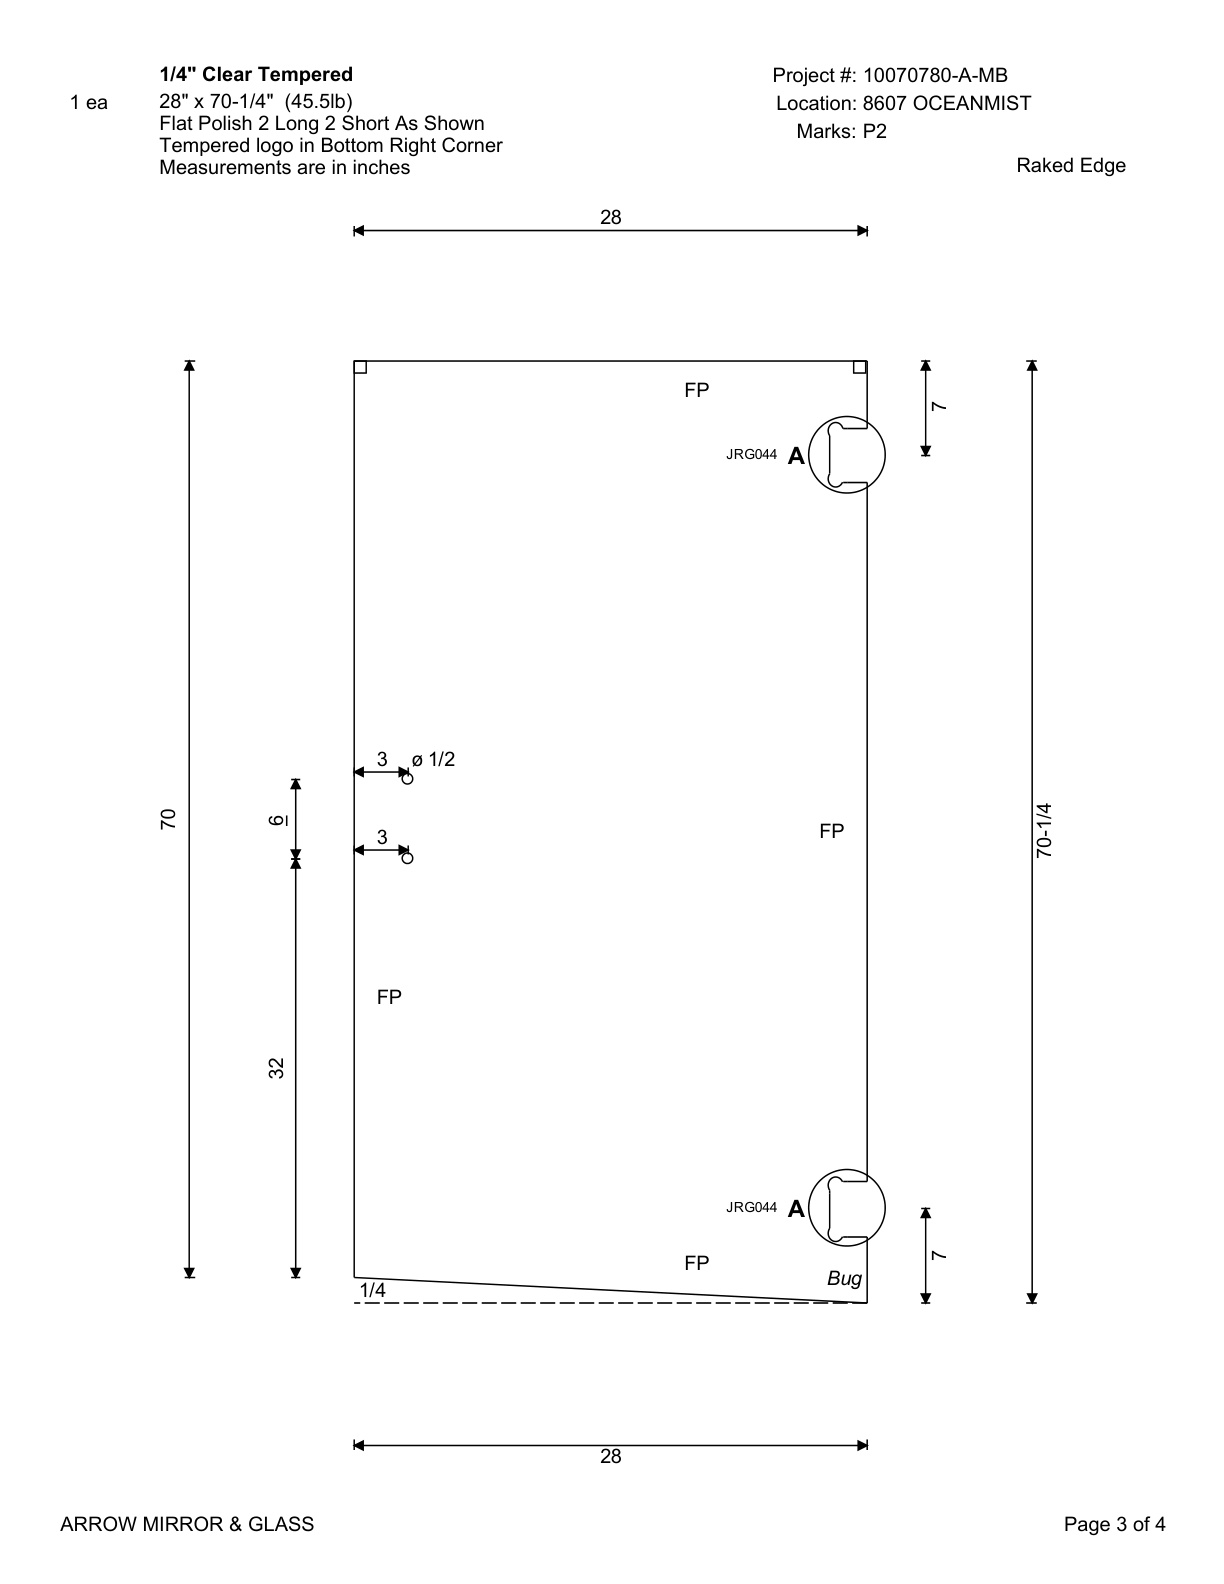 1/4" Clear Tempered
1 ea
28" x 70-1/4"  (45.5lb)
Flat Polish 2 Long 2 Short As Shown
Tempered logo in Bottom Right Corner
Measurements are in inches
Project #: 10070780-A-MB
Location: 8607 OCEANMIST
Marks: P2
Raked Edge
28
FP
7
JRG044 A
3 ø 1/2
70
6
3
FP
70-1/4
FP
32
JRG044 A
7
FP
Bug
1/4
28
ARROW MIRROR & GLASS
Page 3 of 4